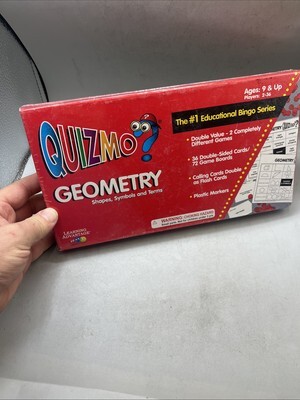 Ages: 9 & Up
Players: 2-36
The #1 Educational Bingo Series
QUIZMO?
GEOMETRY
Shapes, Symbols and Terms
• Double Value - 2 Completely
Different Games
• 36 Double-Sided Cards/
72 Game Boards
• Calling Cards Double
as Flash Cards
• Plastic Markers
LEARNING
ADVANTAGE
WARNING: CHOKING HAZARD